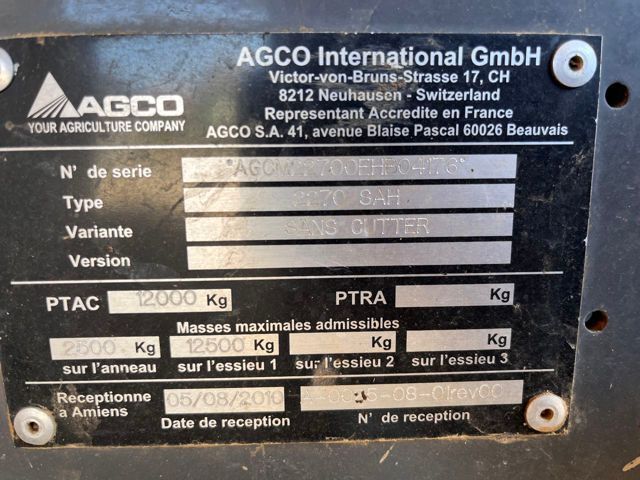 AGCO
YOUR AGRICULTURE COMPANY
AGCO International GmbH
Victor-von-Bruns-Strasse 17, CH
8212 Neuhausen - Switzerland
Representant Accredite en France
AGCO S.A. 41, avenue Blaise Pascal 60026 Beauvais
N° de serie
Type 2270 SAH
Variante SANS CUTTER
Version
PTAC 12000 Kg PTRA Kg
Masses maximales admissibles
2500 Kg 12500 Kg Kg Kg
sur l'anneau sur l'essieu 1 sur l'essieu 2 sur l'essieu 3
Receptionne a Amiens 05/08/2010
Date de reception N° de reception